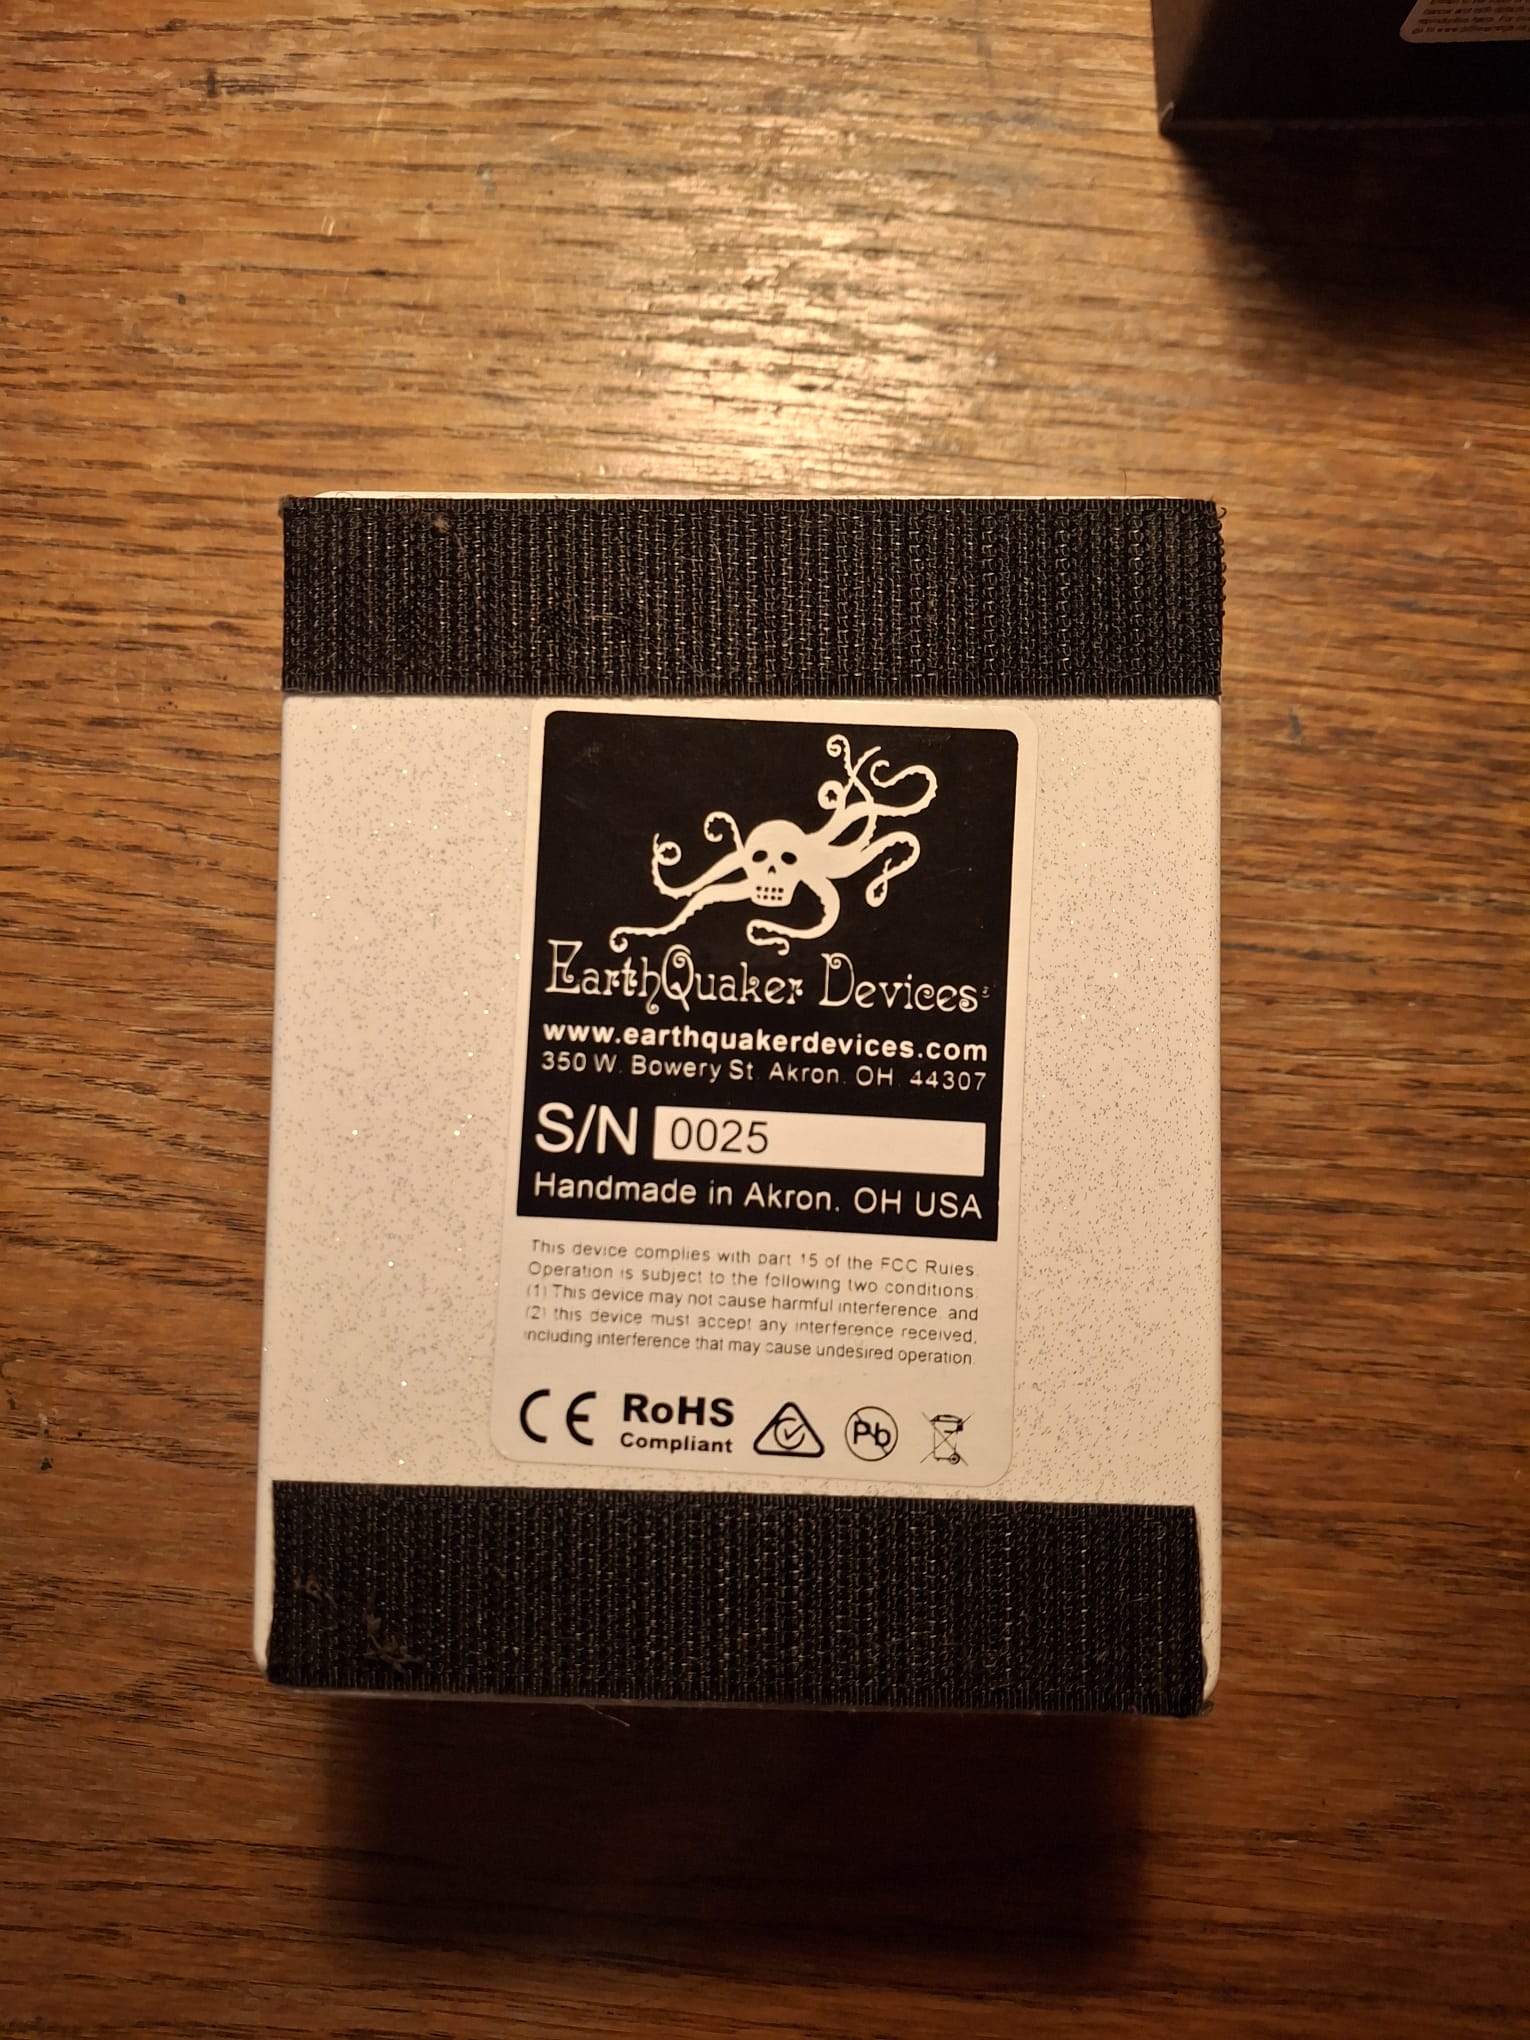 EarthQuaker Devices
www.earthquakerdevices.com
350 W. Bowery St. Akron, OH 44307
S/N 0025
Handmade in Akron, OH USA
This device complies with part 15 of the FCC Rules.
Operation is subject to the following two conditions.
(1) This device may not cause harmful interference, and
(2) this device must accept any interference received,
including interference that may cause undesired operation.
CE RoHS Pb
Compliant